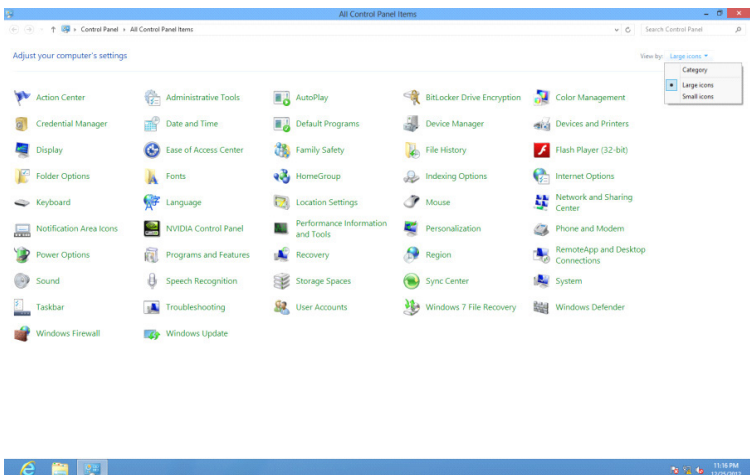 All Control Panel Items
Control Panel All Control Panel Items
Search Control Panel
Adjust your computer's settings
View by: Large icons
Category
Large icons
Small icons
Action Center
Administrative Tools
AutoPlay
BitLocker Drive Encryption
Color Management
Credential Manager
Date and Time
Default Programs
Device Manager
Devices and Printers
Display
Ease of Access Center
Family Safety
File History
Flash Player (32-bit)
Folder Options
Fonts
HomeGroup
Indexing Options
Internet Options
Keyboard
Language
Location Settings
Mouse
Network and Sharing
Center
Notification Area Icons
NVIDIA Control Panel
Performance Information
and Tools
Personalization
Phone and Modem
Power Options
Programs and Features
Recovery
Region
RemoteApp and Desktop
Connections
Sound
Speech Recognition
Storage Spaces
Sync Center
System
Taskbar
Troubleshooting
User Accounts
Windows 7 File Recovery
Windows Defender
Windows Firewall
Windows Update
11:16 PM